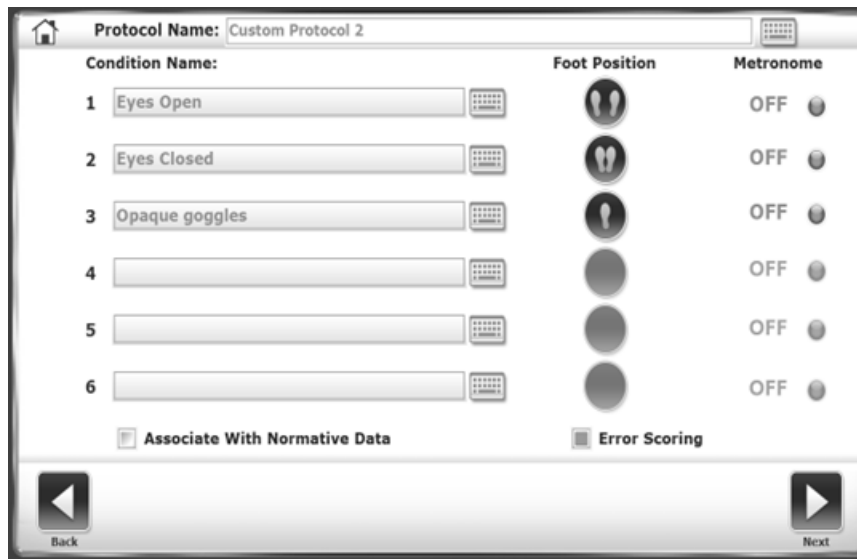 Protocol Name: Custom Protocol 2
Condition Name: Foot Position Metronome
1 Eyes Open OFF
2 Eyes Closed OFF
3 Opaque goggles OFF
4 OFF
5 OFF
6 OFF
Associate With Normative Data Error Scoring
Back Next